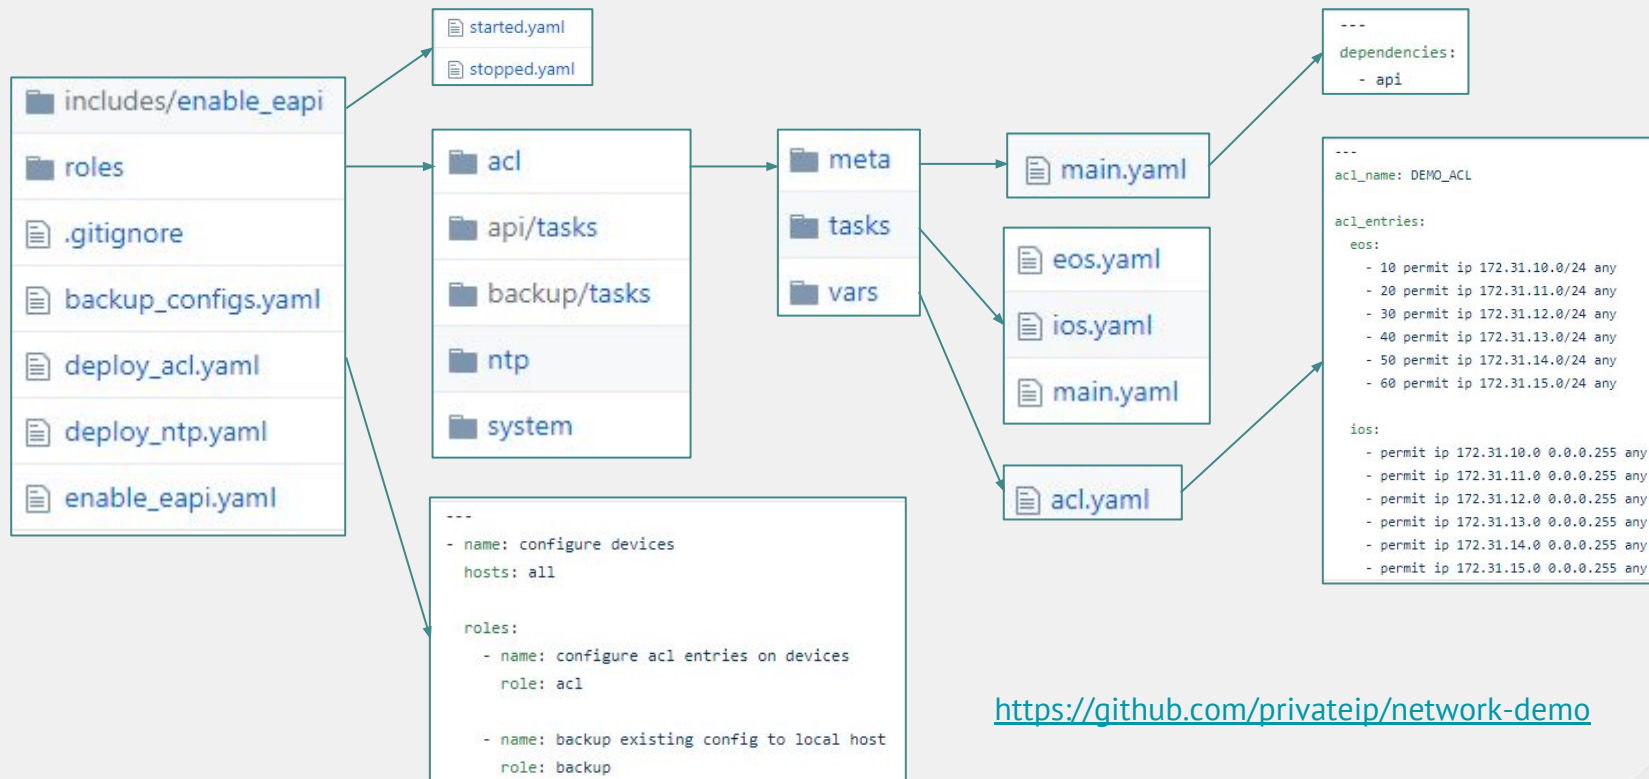 includes/enable_eapi
roles
.gitignore
backup_configs.yaml
deploy_acl.yaml
deploy_ntp.yaml
enable_eapi.yaml
started.yaml
stopped.yaml
acl
api/tasks
backup/tasks
ntp
system
---
- name: configure devices
hosts: all
roles:
- name: configure acl entries on devices
role: acl
- name: backup existing config to local host
role: backup
meta
tasks
vars
main.yaml
eos.yaml
ios.yaml
main.yaml
acl.yaml
---
dependencies:
- api
---
acl_name: DEMO_ACL
acl_entries:
eos:
- 10 permit ip 172.31.10.0/24 any
- 20 permit ip 172.31.11.0/24 any
- 30 permit ip 172.31.12.0/24 any
- 40 permit ip 172.31.13.0/24 any
- 50 permit ip 172.31.14.0/24 any
- 60 permit ip 172.31.15.0/24 any
ios:
- permit ip 172.31.10.0 0.0.0.255 any
- permit ip 172.31.11.0 0.0.0.255 any
- permit ip 172.31.12.0 0.0.0.255 any
- permit ip 172.31.13.0 0.0.0.255 any
- permit ip 172.31.14.0 0.0.0.255 any
- permit ip 172.31.15.0 0.0.0.255 any
https://github.com/privateip/network-demo